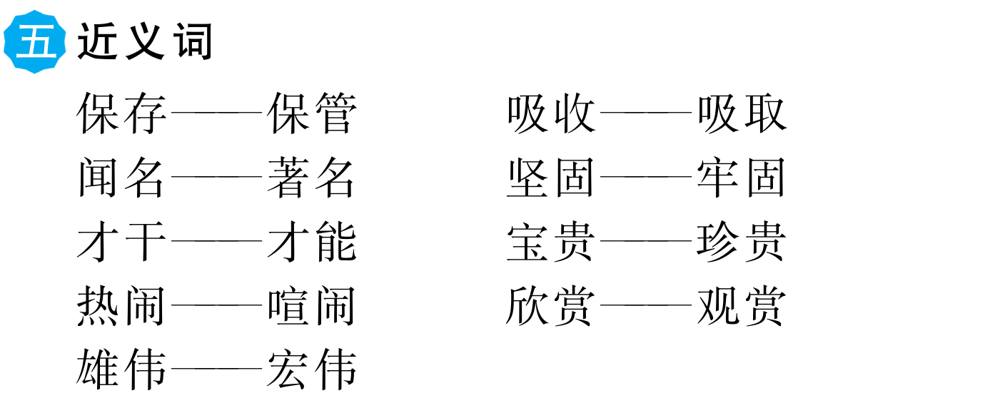 五 近义词
保存——保管 吸收——吸取
闻名——著名 坚固——牢固
才干——才能 宝贵——珍贵
热闹——喧闹 欣赏——观赏
雄伟——宏伟